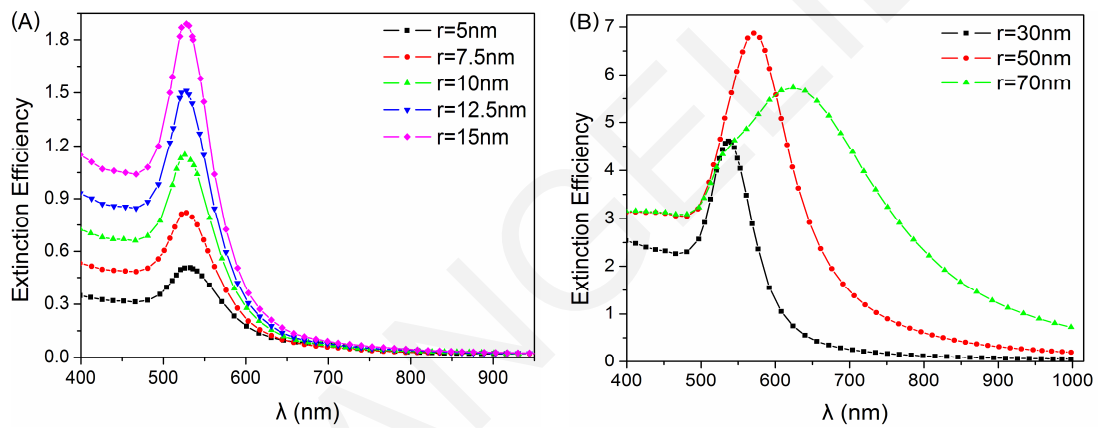 (A)
r=5nm
r=7.5nm
r=10nm
r=12.5nm
r=15nm
Extinction Efficiency
1.8
1.5
1.2
0.9
0.6
0.3
0.0
400 500 600 700 800 900
λ (nm)
(B)
r=30nm
r=50nm
r=70nm
Extinction Efficiency
7
6
5
4
3
2
1
0
400 500 600 700 800 900 1000
λ (nm)